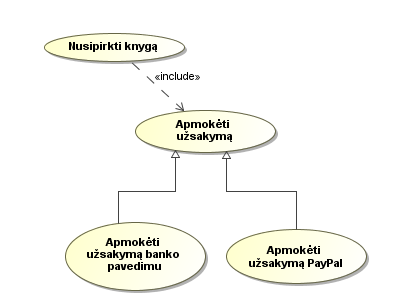 Nusipirkti knygą
«include»
Apmokėti
užsakymą
Apmokėti
užsakymą banko
pavedimu
Apmokėti
užsakymą PayPal